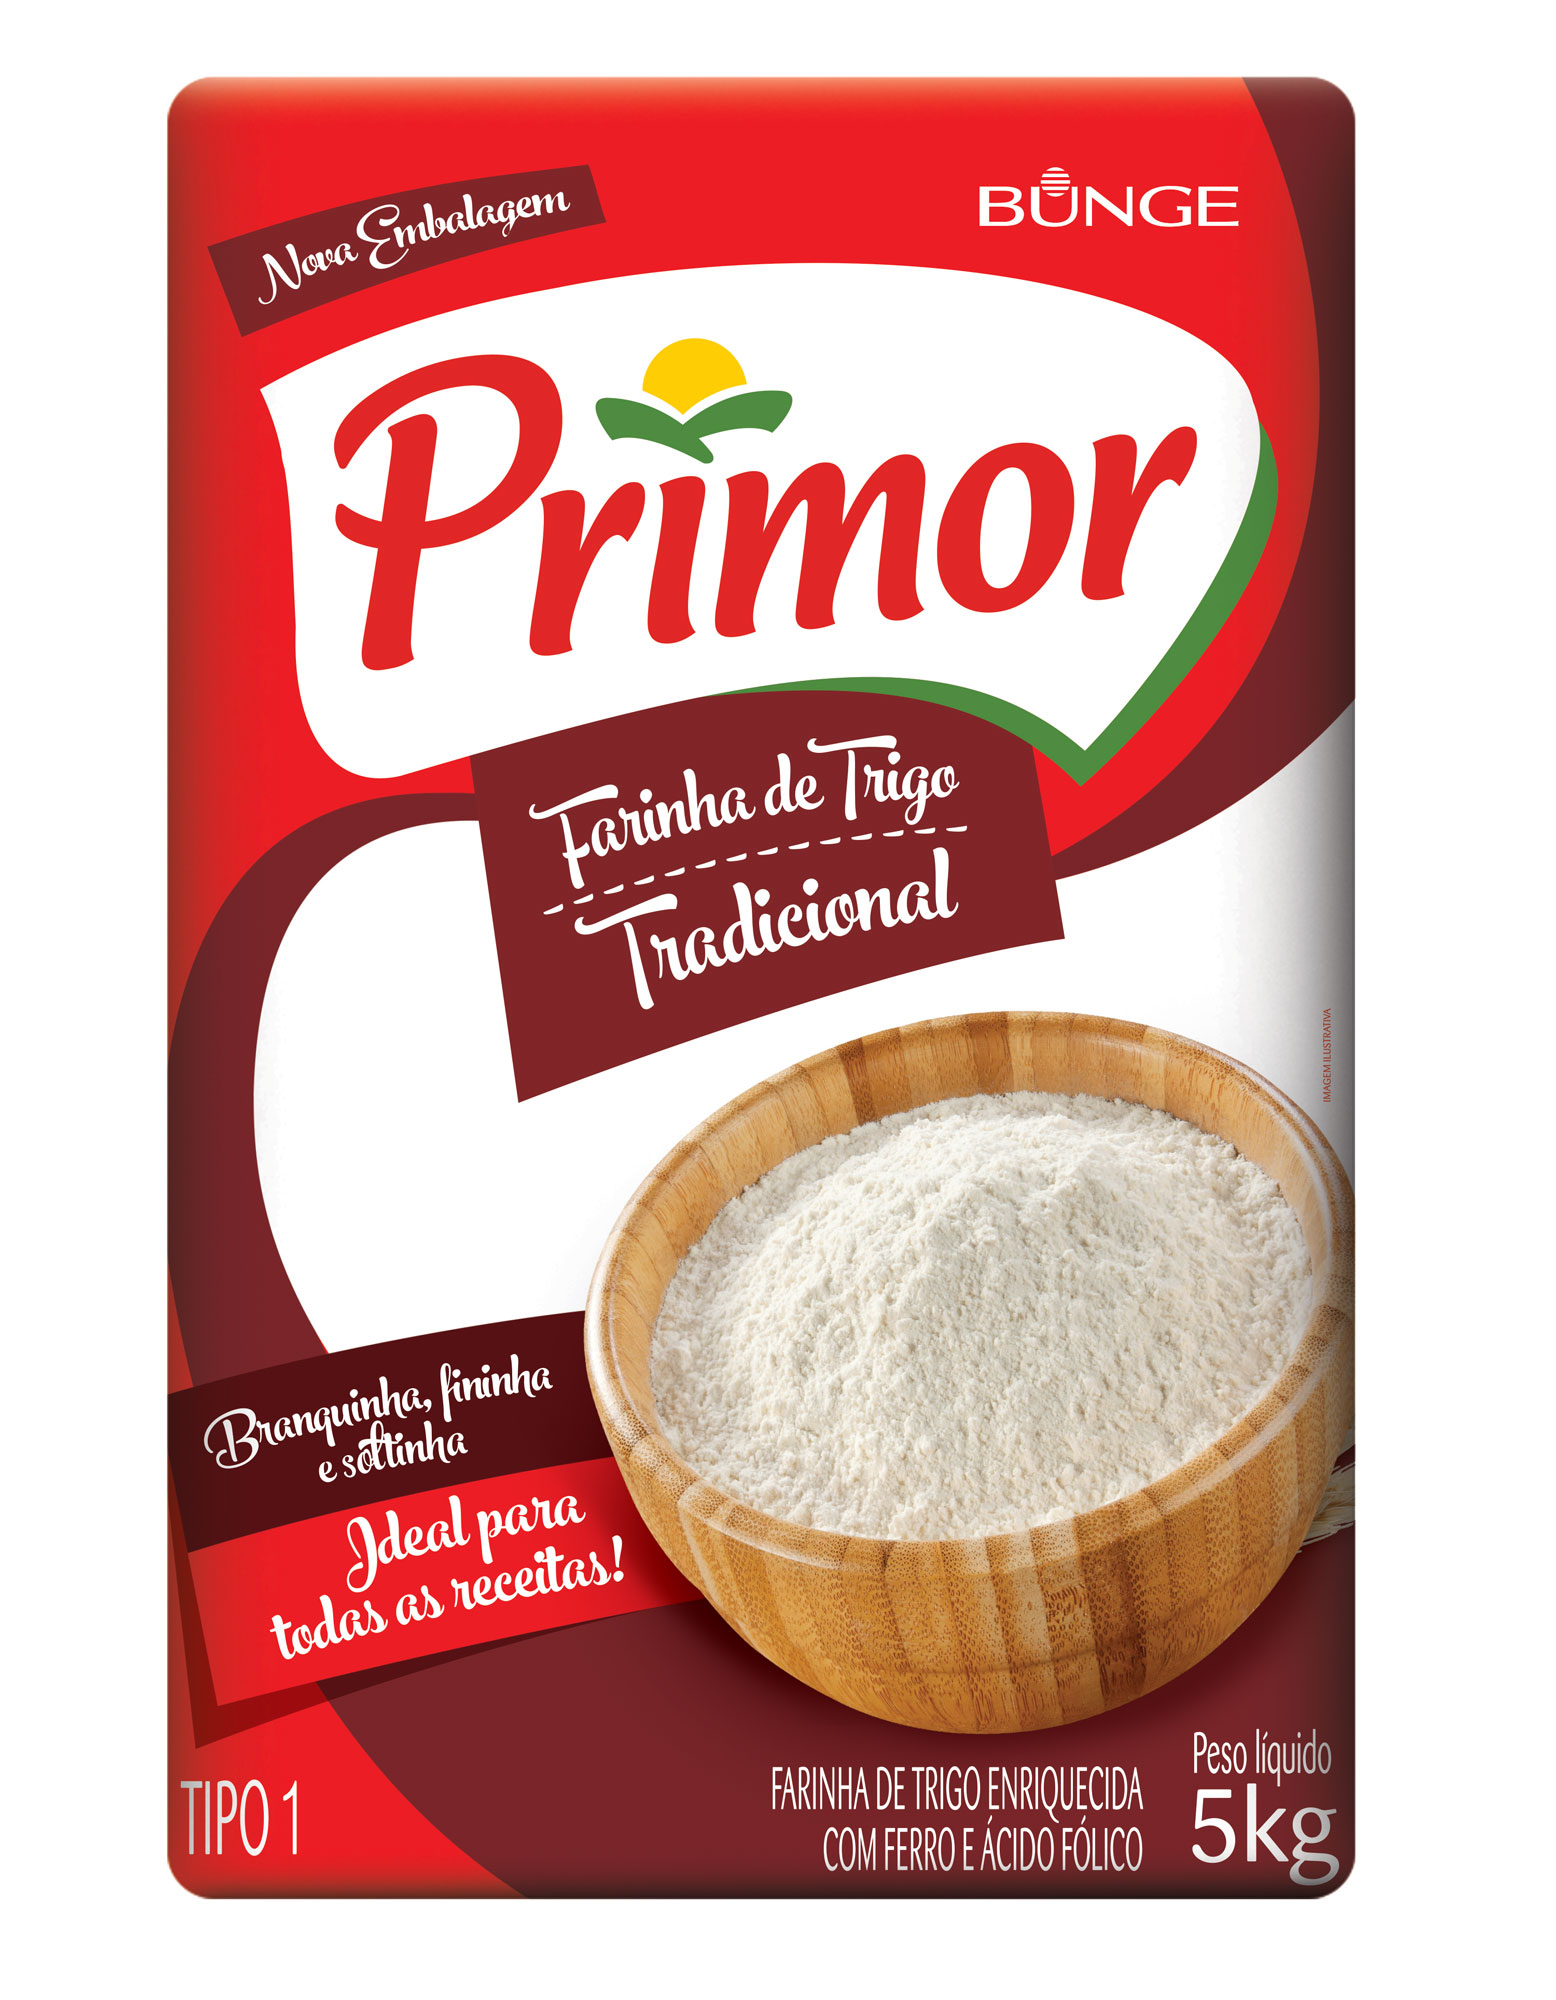 Nova Embalagem
BUNGE
Primor
Farinha de Trigo
Tradicional
IMAGEM ILUSTRATIVA
Branquinha, fininha
e soltinha
Ideal para
todas as receitas!
TIPO 1
FARINHA DE TRIGO ENRIQUECIDA
COM FERRO E ÁCIDO FÓLICO
Peso líquido
5kg